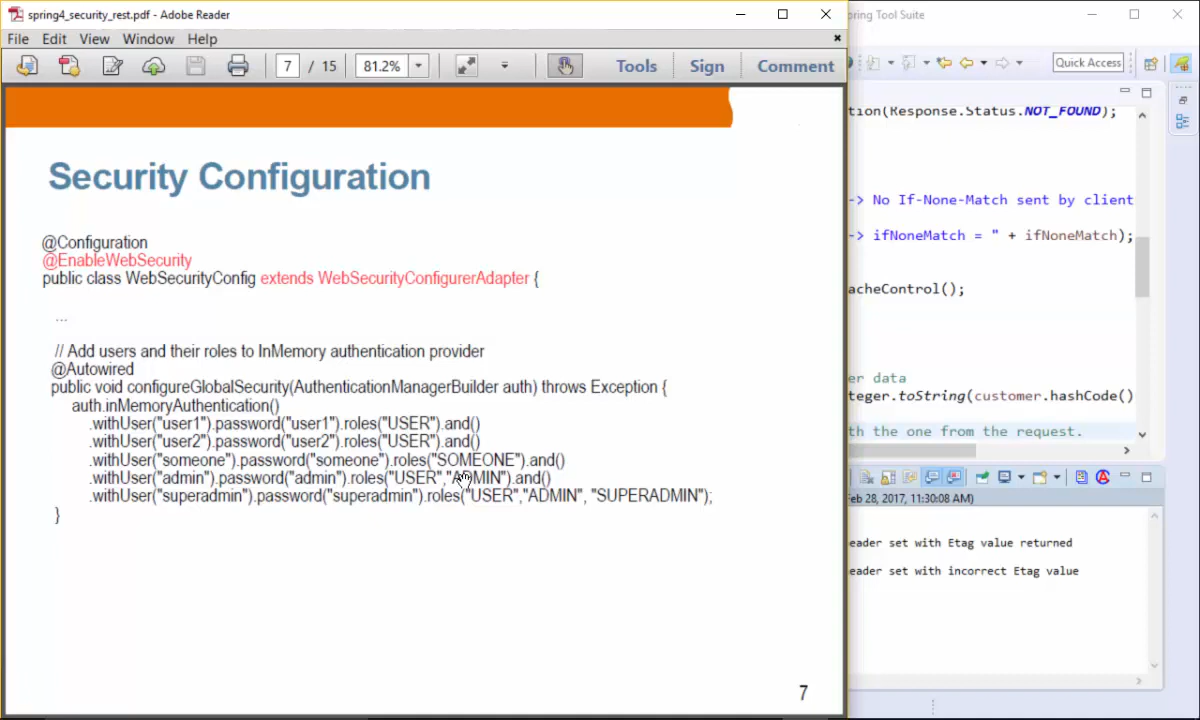 spring4_security_rest.pdf - Adobe Reader
File Edit View Window Help
7 / 15 81.2% Tools Sign Comment
Security Configuration
@Configuration
@EnableWebSecurity
public class WebSecurityConfig extends WebSecurityConfigurerAdapter {
...
// Add users and their roles to InMemory authentication provider
@Autowired
public void configureGlobalSecurity(AuthenticationManagerBuilder auth) throws Exception {
auth.inMemoryAuthentication()
.withUser("user1").password("user1").roles("USER").and()
.withUser("user2").password("user2").roles("USER").and()
.withUser("someone").password("someone").roles("SOMEONE").and()
.withUser("admin").password("admin").roles("USER","ADMIN").and()
.withUser("superadmin").password("superadmin").roles("USER","ADMIN", "SUPERADMIN");
}
7
pring Tool Suite
Quick Access
tion(Response.Status.NOT_FOUND);
-> No If-None-Match sent by client
-> ifNoneMatch = " + ifNoneMatch);
acheControl();
er data
teger.toString(customer.hashCode()
th the one from the request.
Feb 28, 2017, 11:30:08 AM)
eader set with Etag value returned
eader set with incorrect Etag value